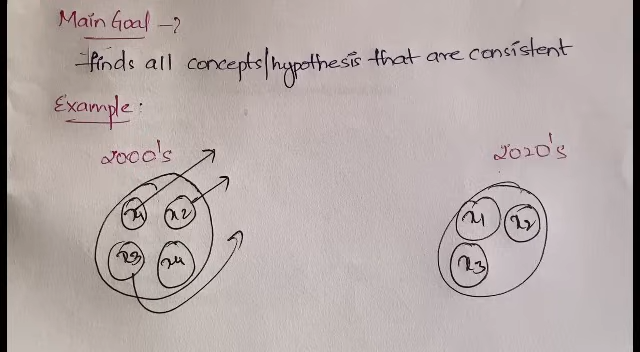 Main Goal →?
finds all concepts/hypothesis that are consistent
Example:
2000's
2020's
x1 x2
x3 x4
x1 x2
x3